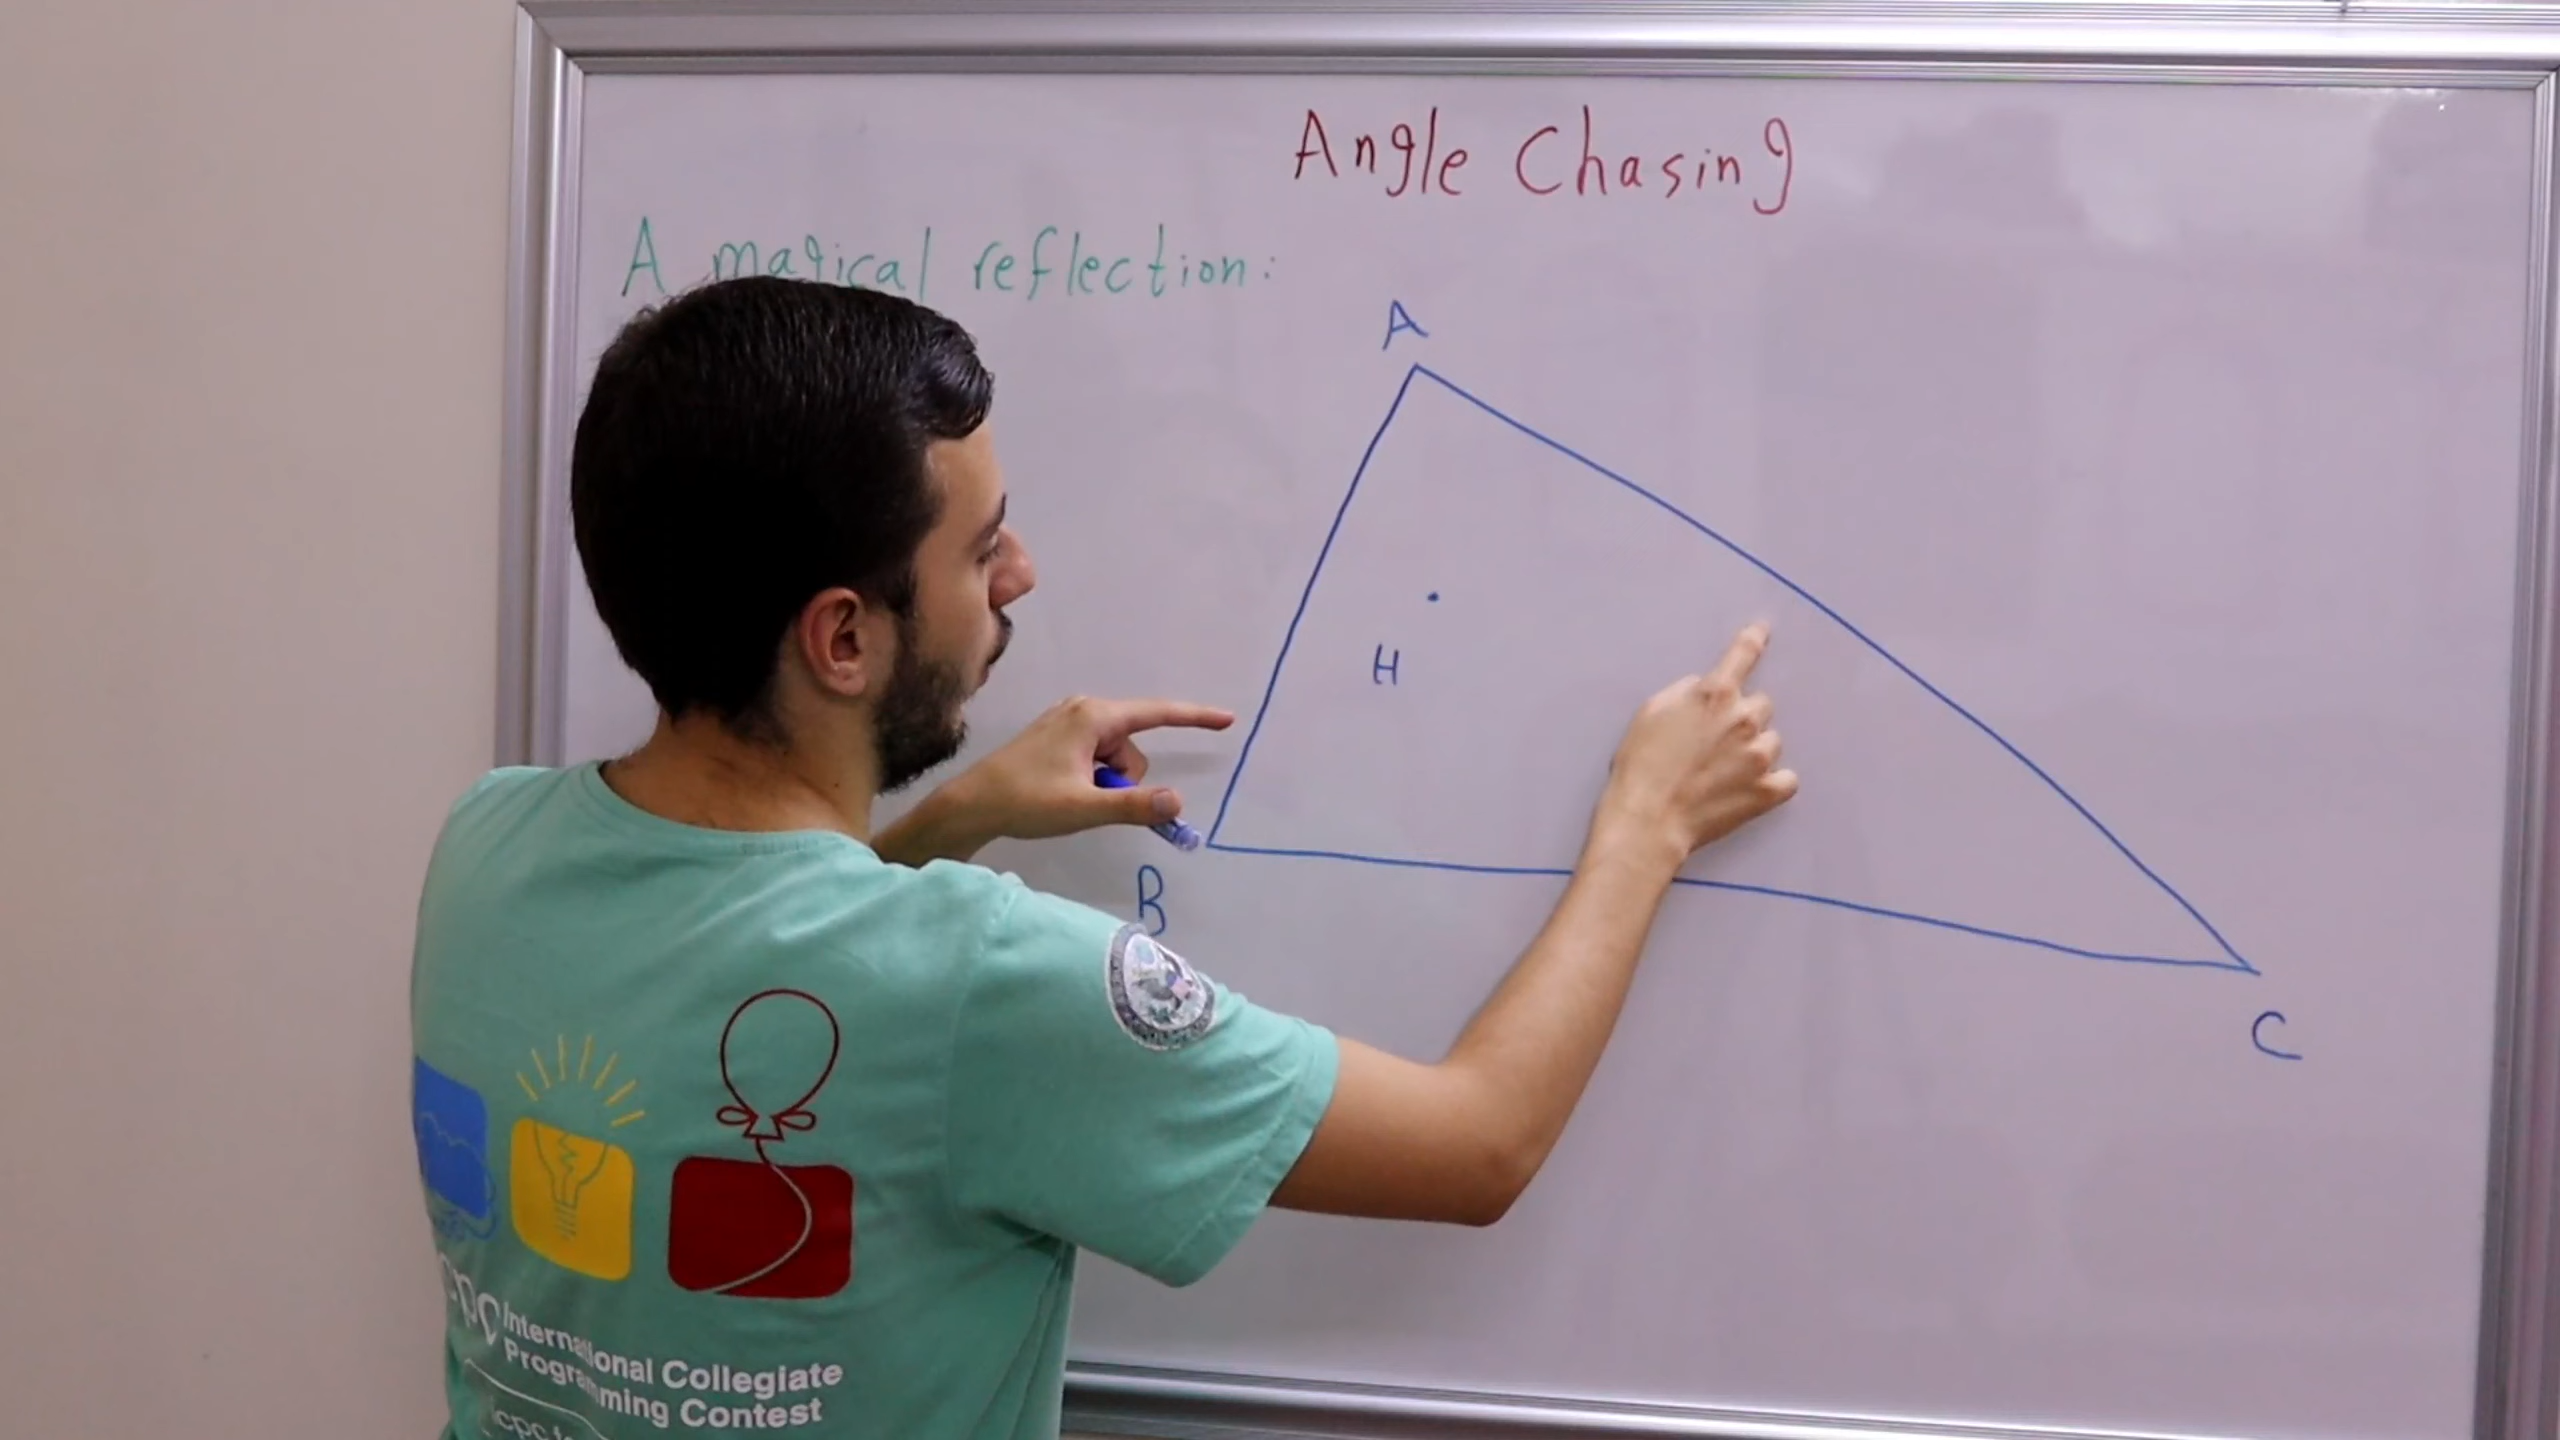 Angle Chasing
A magical reflection:
A
H
B
C
International Collegiate
Programming Contest